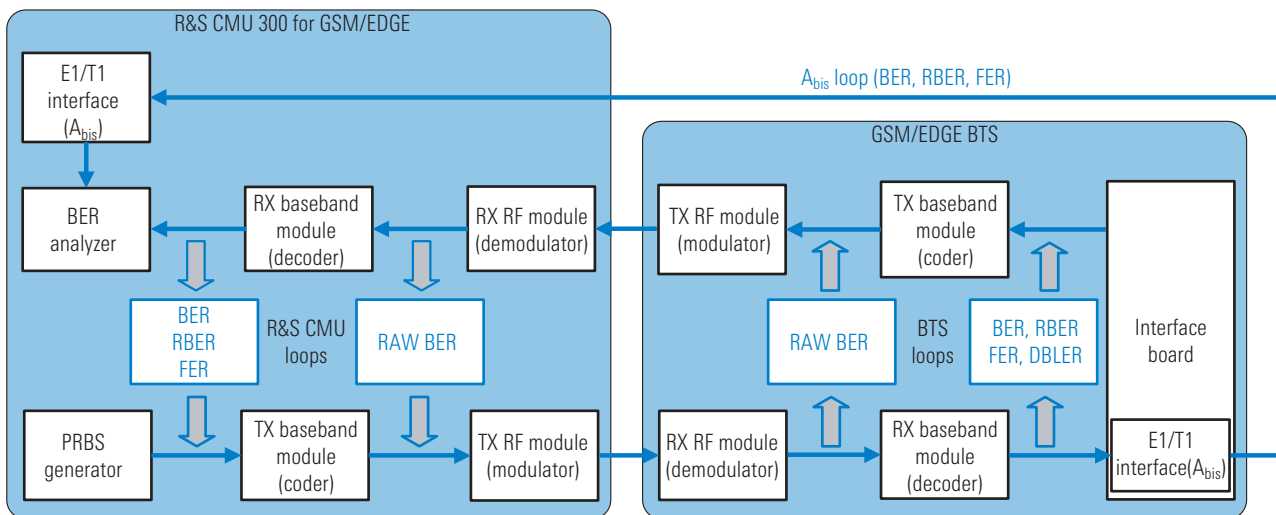 R&S CMU 300 for GSM/EDGE
E1/T1
interface
(Abis)
Abis loop (BER, RBER, FER)
GSM/EDGE BTS
BER
analyzer
RX baseband
module
(decoder)
RX RF module
(demodulator)
TX RF module
(modulator)
TX baseband
module
(coder)
BER
RBER
FER
R&S CMU
loops
RAW BER
RAW BER
BTS
loops
BER, RBER
FER, DBLER
Interface
board
PRBS
generator
TX baseband
module
(coder)
TX RF module
(modulator)
RX RF module
(demodulator)
RX baseband
module
(decoder)
E1/T1
interface(Abis)